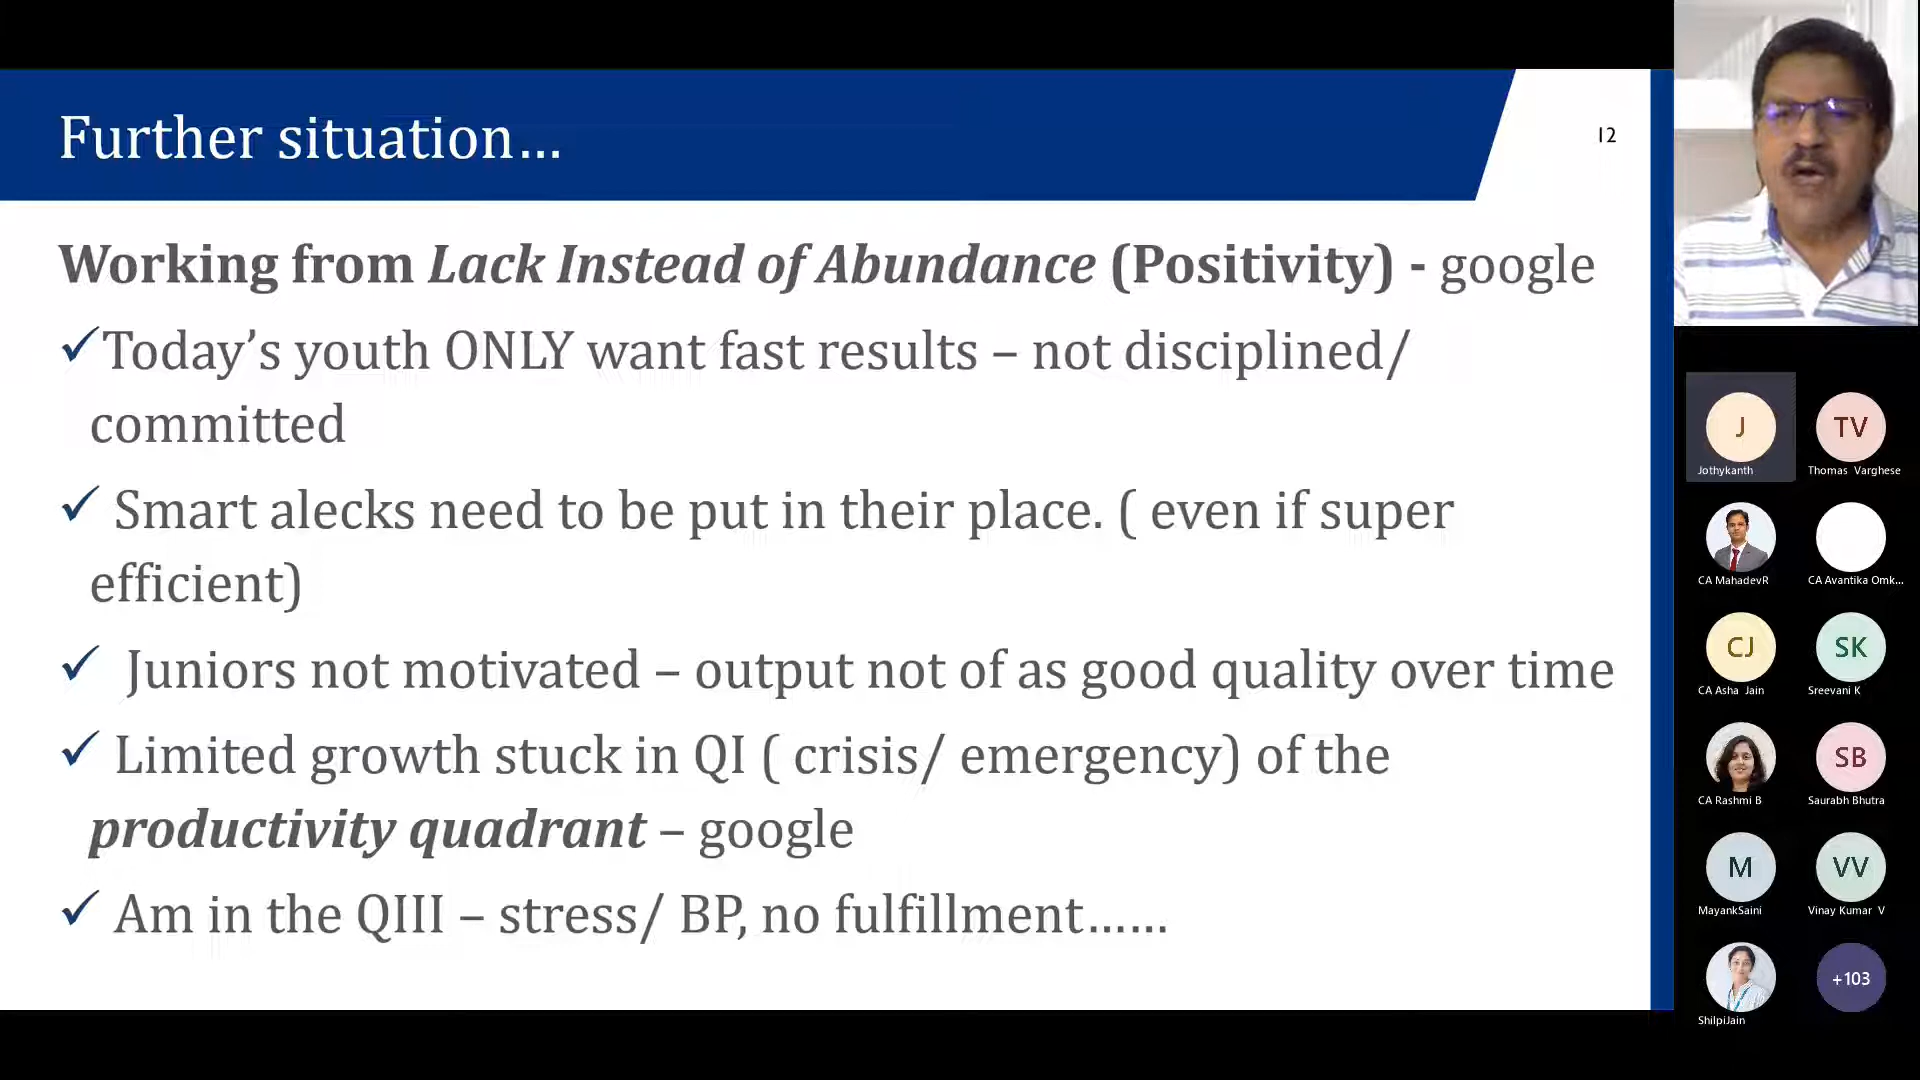 Further situation…
12
Working from Lack Instead of Abundance (Positivity) - google
✓Today’s youth ONLY want fast results – not disciplined/
committed
✓ Smart alecks need to be put in their place. ( even if super
efficient)
✓ Juniors not motivated – output not of as good quality over time
✓ Limited growth stuck in QI ( crisis/ emergency) of the
productivity quadrant – google
✓ Am in the QIII – stress/ BP, no fulfillment……
J
Jothykanth
TV
Thomas Varghese
CA MahadevR
CA Avantika Omk...
CJ
CA Asha Jain
SK
Sreevani K
CA Rashmi B
SB
Saurabh Bhutra
M
MayankSaini
VV
Vinay Kumar V
ShilpiJain
+103